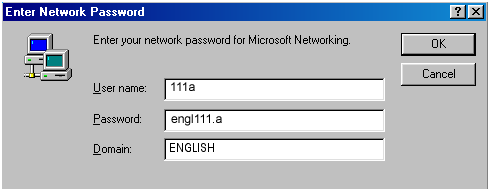 Enter Network Password
? ×
Enter your network password for Microsoft Networking.
OK
Cancel
User name: 111a
Password: engl111.a
Domain: ENGLISH